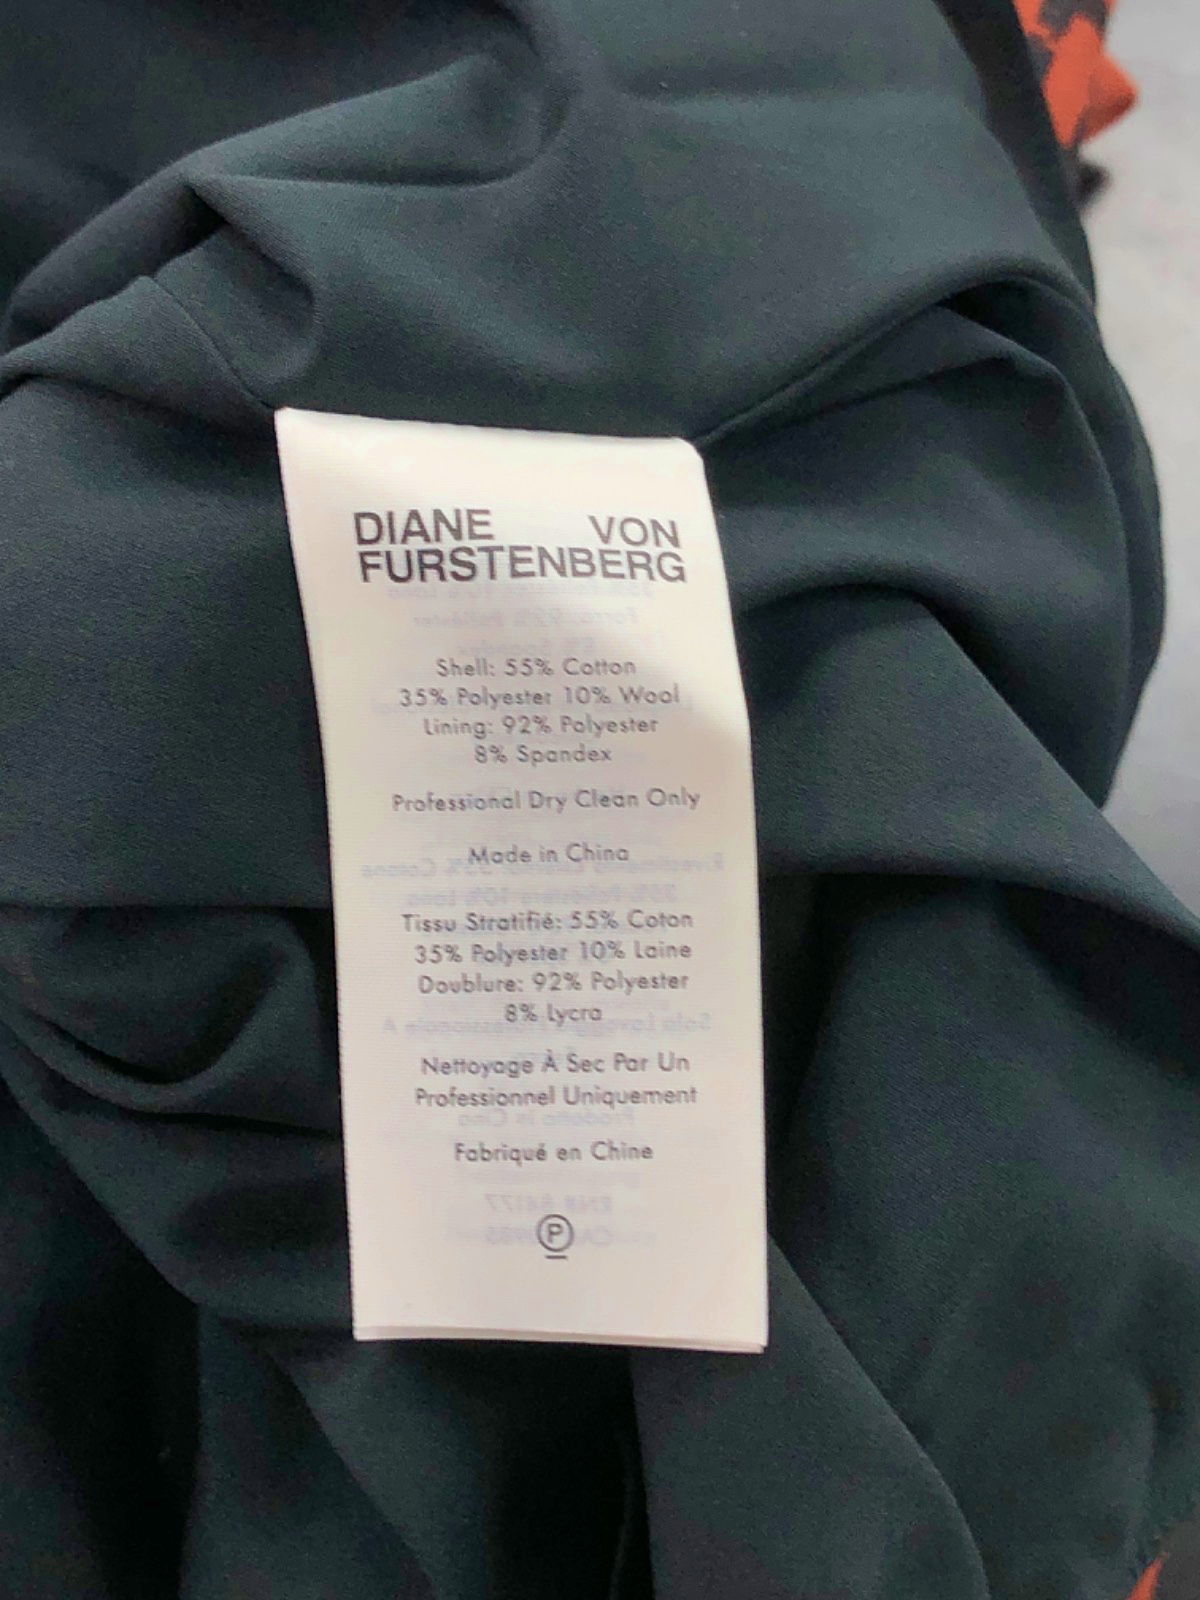 DIANE VON
FURSTENBERG
Shell: 55% Cotton
35% Polyester 10% Wool
Lining: 92% Polyester
8% Spandex
Professional Dry Clean Only
Made in China
Tissu Stratifié: 55% Coton
35% Polyester 10% Laine
Doublure: 92% Polyester
8% Lycra
Nettoyage À Sec Par Un
Professionnel Uniquement
Fabriqué en Chine
P